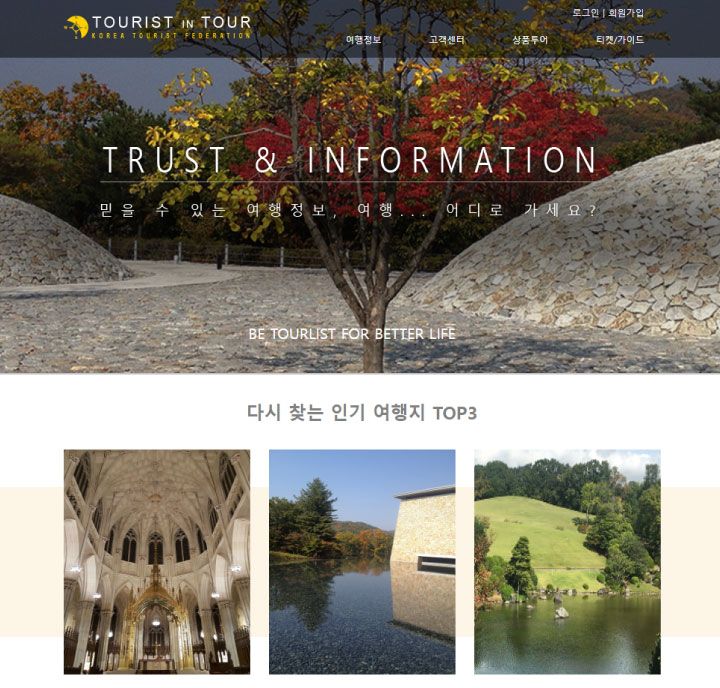 로그인 | 회원가입
TOURIST IN TOUR
KOREA TOURIST FEDERATION
여행정보 고객센터 상품투어 티켓/가이드
TRUST & INFORMATION
믿을 수 있는 여행정보, 여행... 어디로 가세요?
BE TOURLIST FOR BETTER LIFE
다시 찾는 인기 여행지 TOP3